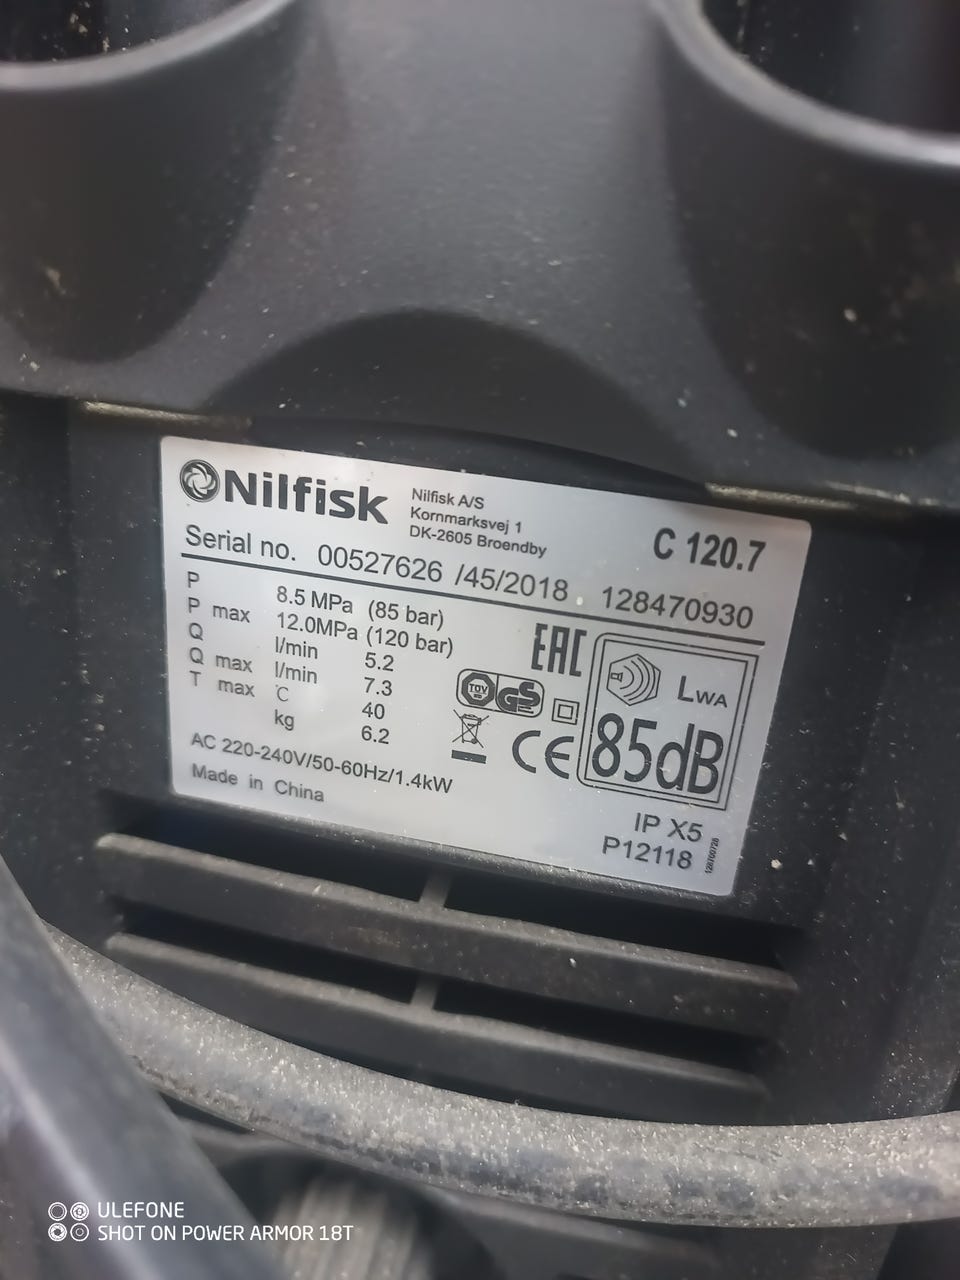 Nilfisk
Nilfisk A/S
Kornmarksvej 1
DK-2605 Broendby
C 120.7
Serial no. 00527626 /45/2018 128470930
P 8.5 MPa (85 bar)
P max 12.0MPa (120 bar)
Q l/min 5.2
Q max l/min 7.3
T max °C 40
kg 6.2
EAC
TÜV GS
CE
LWA
85dB
AC 220-240V/50-60Hz/1.4kW
Made in China
IP X5
P12118
ULEFONE
SHOT ON POWER ARMOR 18T